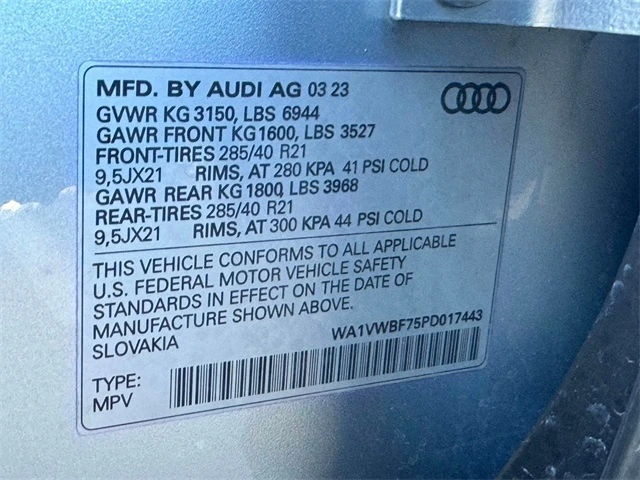 MFD. BY AUDI AG 03 23
GVWR KG 3150, LBS 6944
GAWR FRONT KG1600, LBS 3527
FRONT-TIRES 285/40 R21
9,5JX21 RIMS, AT 280 KPA 41 PSI COLD
GAWR REAR KG 1800, LBS 3968
REAR-TIRES 285/40 R21
9,5JX21 RIMS, AT 300 KPA 44 PSI COLD
THIS VEHICLE CONFORMS TO ALL APPLICABLE
U.S. FEDERAL MOTOR VEHICLE SAFETY
STANDARDS IN EFFECT ON THE DATE OF
MANUFACTURE SHOWN ABOVE.
SLOVAKIA
WA1VWBF75PD017443
TYPE:
MPV